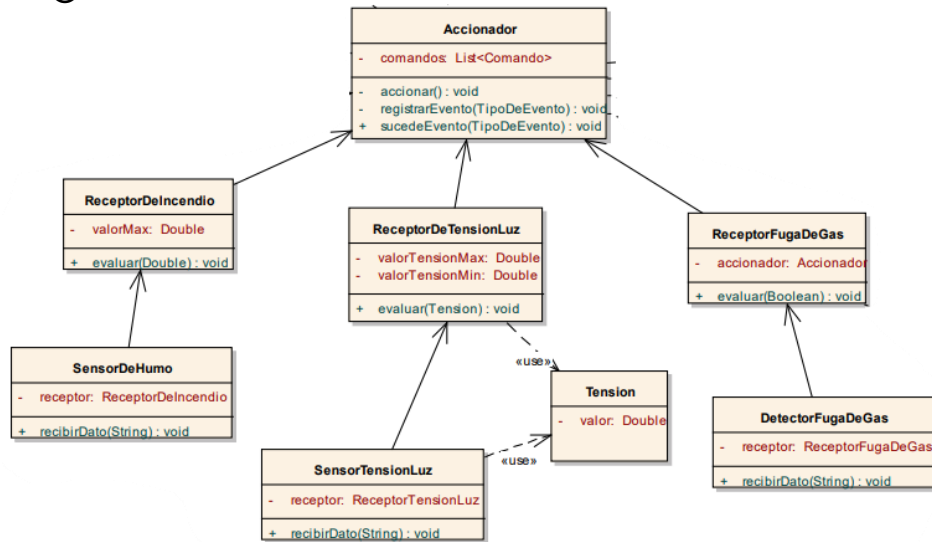 Accionador
- comandos: List<Comando>
- accionar() : void
- registrarEvento(TipoDeEvento) : void
+ sucedeEvento(TipoDeEvento) : void
ReceptorDeIncendio
- valorMax: Double
+ evaluar(Double) : void
ReceptorDeTensionLuz
- valorTensionMax: Double
- valorTensionMin: Double
+ evaluar(Tension) : void
ReceptorFugaDeGas
- accionador: Accionador
+ evaluar(Boolean) : void
«use»
SensorDeHumo
- receptor: ReceptorDeIncendio
+ recibirDato(String) : void
Tension
- valor: Double
DetectorFugaDeGas
- receptor: ReceptorFugaDeGas
+ recibirDato(String) : void
«use»
SensorTensionLuz
- receptor: ReceptorTensionLuz
+ recibirDato(String) : void